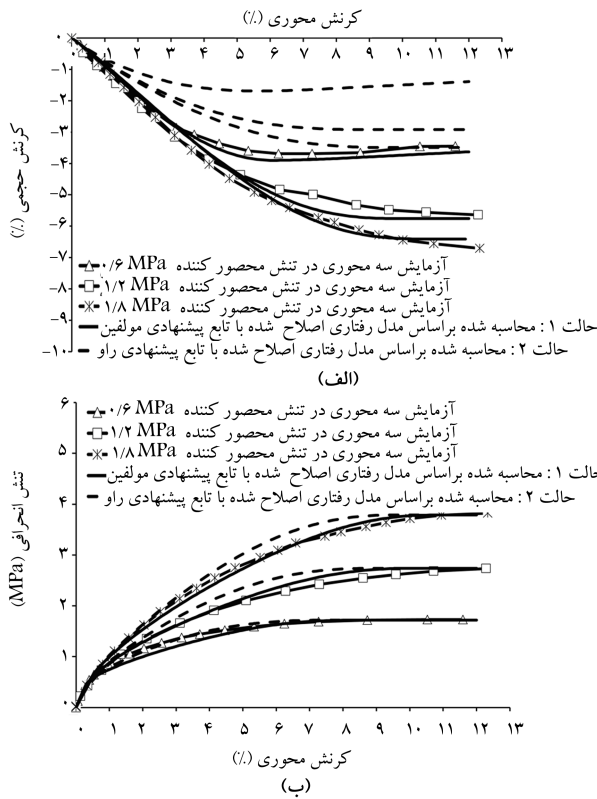 کرنش محوری (٪)
۰ ۱ ۲ ۳ ۴ ۵ ۶ ۷ ۸ ۹ ۱۰ ۱۱ ۱۲ ۱۳
۰
−۱
−۲
−۳
−۴
−۵
−۶
−۷
−۸
−۹
−۱۰
کرنش حجمی (٪)
آزمایش سه محوری در تنش محصور کننده ۰/۶ MPa
آزمایش سه محوری در تنش محصور کننده ۱/۲ MPa
آزمایش سه محوری در تنش محصور کننده ۱/۸ MPa
حالت ۱ : محاسبه شده براساس مدل رفتاری اصلاح شده با تابع پیشنهادی مولفین
حالت ۲ : محاسبه شده براساس مدل رفتاری اصلاح شده با تابع پیشنهادی راو
(الف)
۶
۵
۴
۳
۲
۱
۰
تنش انحرافی (MPa)
آزمایش سه محوری در تنش محصور کننده ۰/۶ MPa
آزمایش سه محوری در تنش محصور کننده ۱/۲ MPa
آزمایش سه محوری در تنش محصور کننده ۱/۸ MPa
حالت ۱ : محاسبه شده براساس مدل رفتاری اصلاح شده با تابع پیشنهادی مولفین
حالت ۲ : محاسبه شده براساس مدل رفتاری اصلاح شده با تابع پیشنهادی راو
۰ ۱ ۲ ۳ ۴ ۵ ۶ ۷ ۸ ۹ ۱۰ ۱۱ ۱۲ ۱۳
کرنش محوری (٪)
(ب)